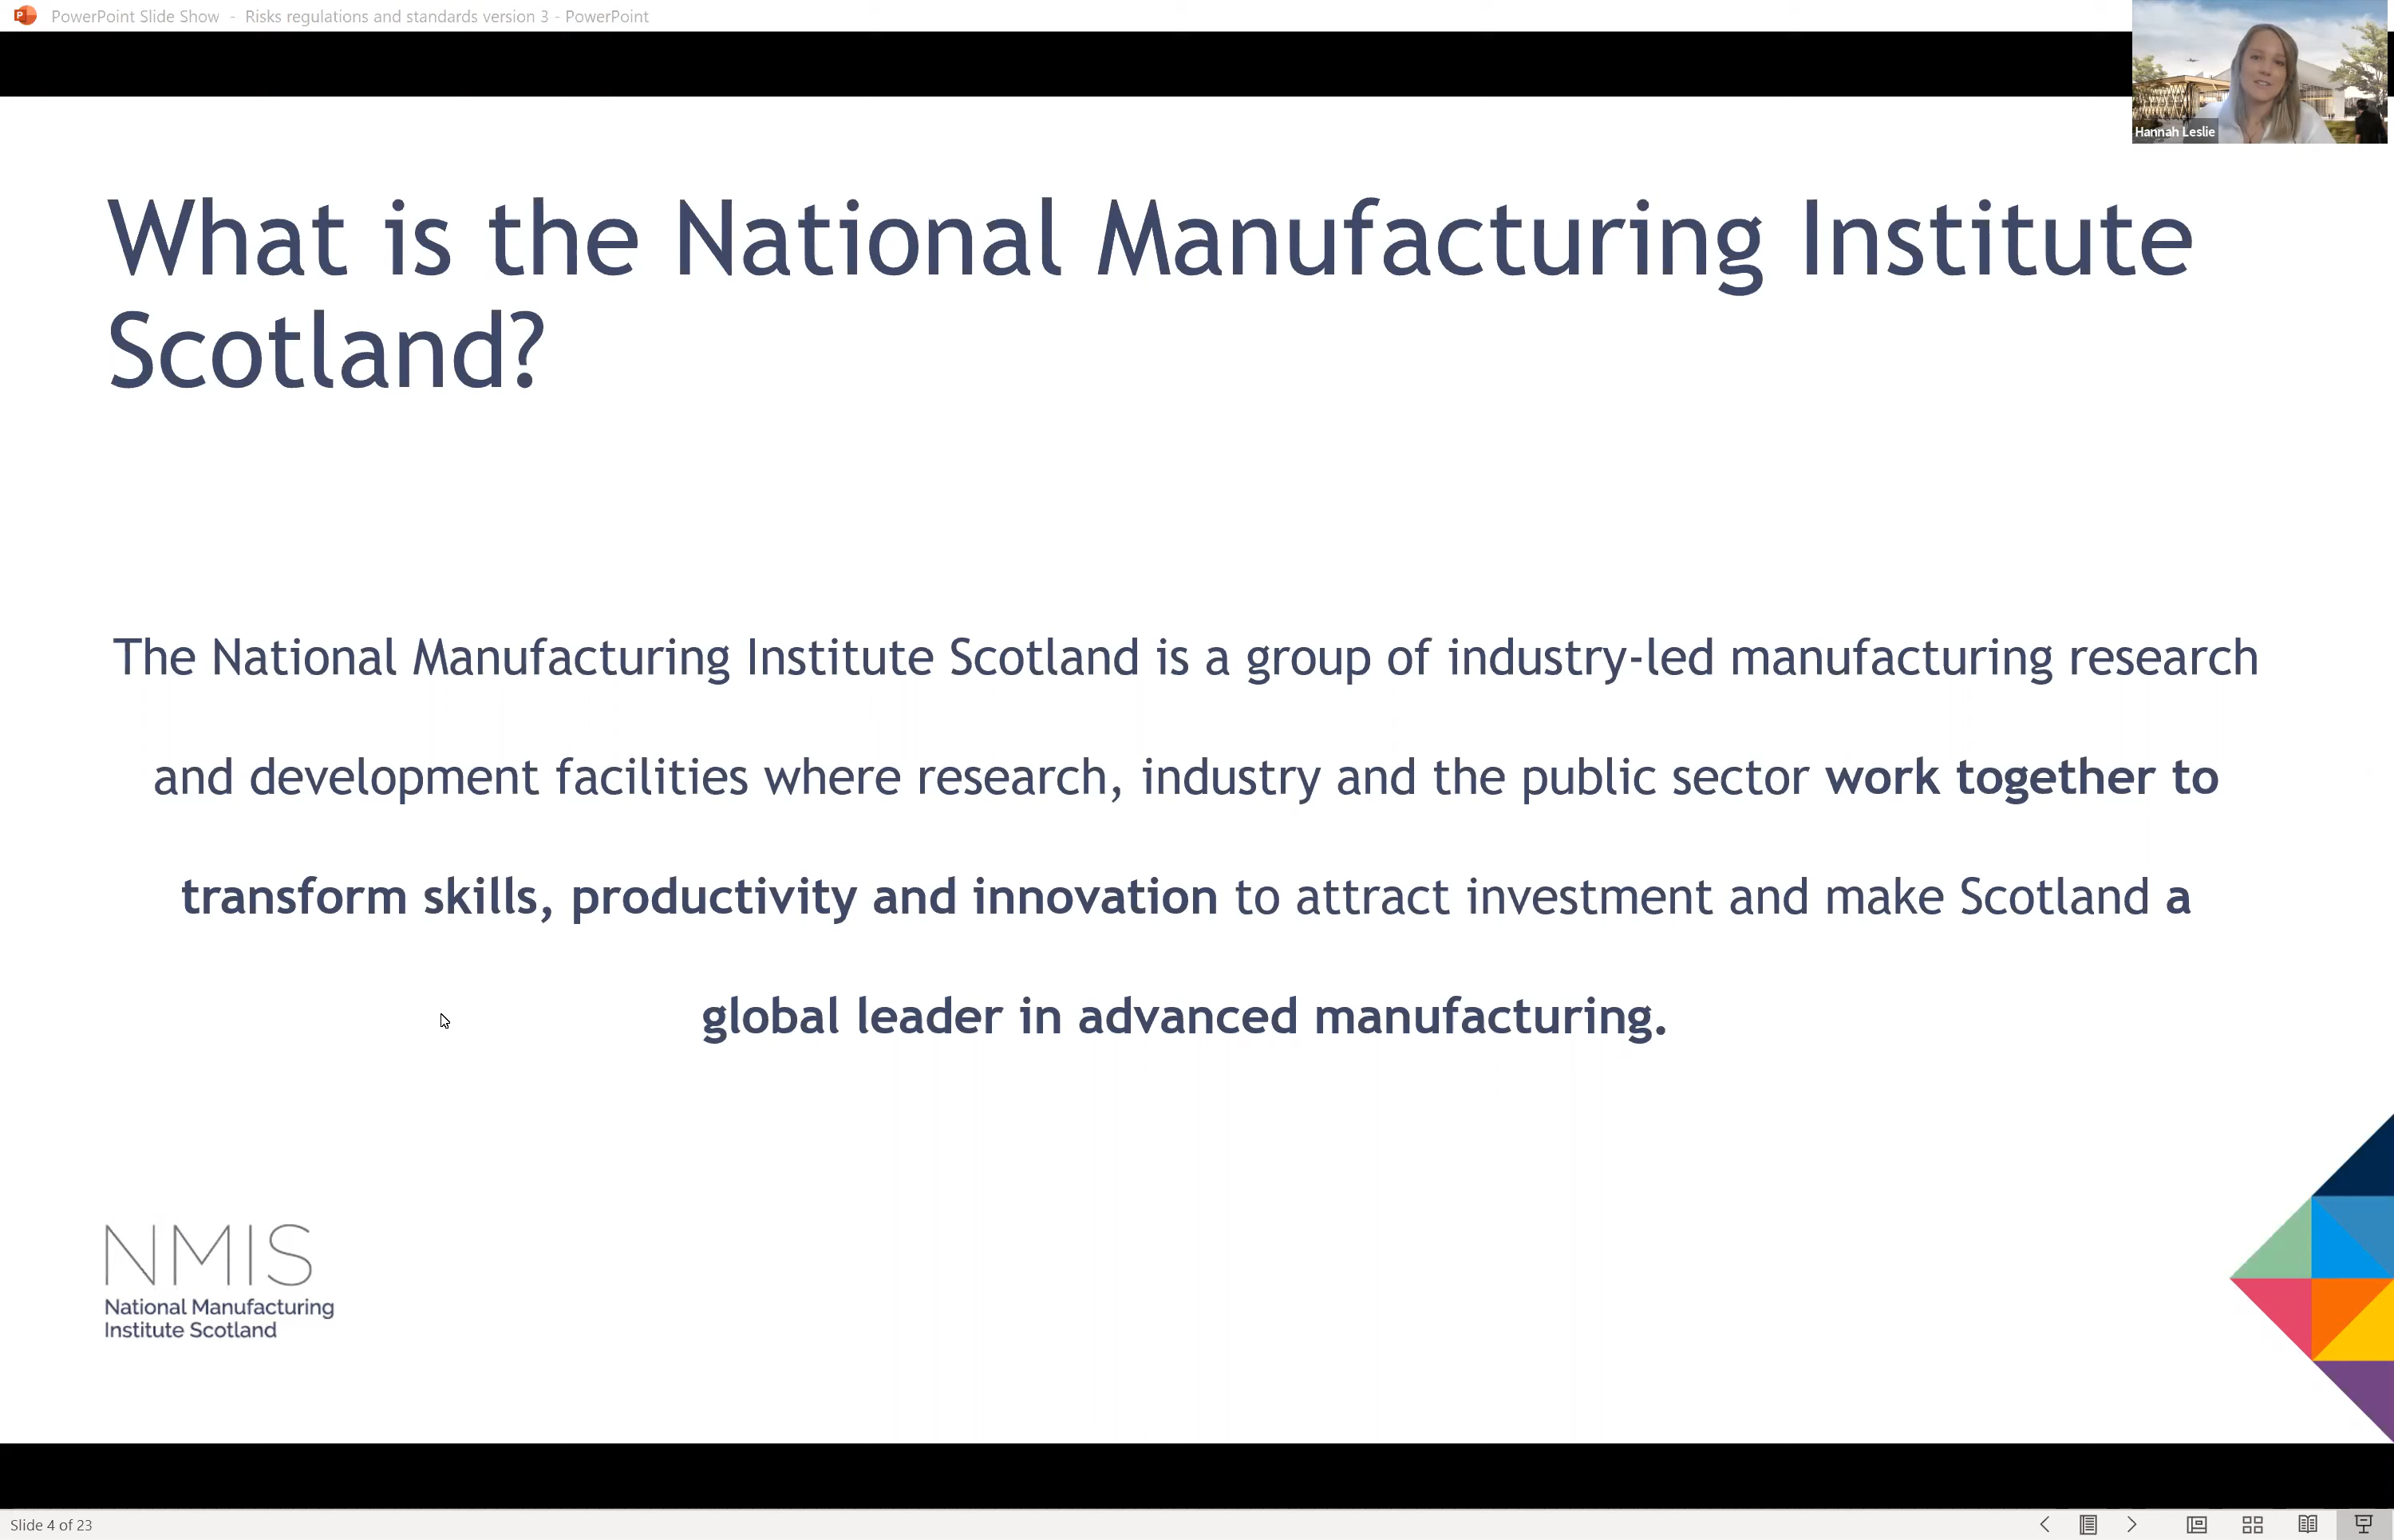 PowerPoint Slide Show - Risks regulations and standards version 3 - PowerPoint
Hannah Leslie
What is the National Manufacturing Institute
Scotland?
The National Manufacturing Institute Scotland is a group of industry-led manufacturing research
and development facilities where research, industry and the public sector work together to
transform skills, productivity and innovation to attract investment and make Scotland a
global leader in advanced manufacturing.
NMIS
National Manufacturing
Institute Scotland
Slide 4 of 23